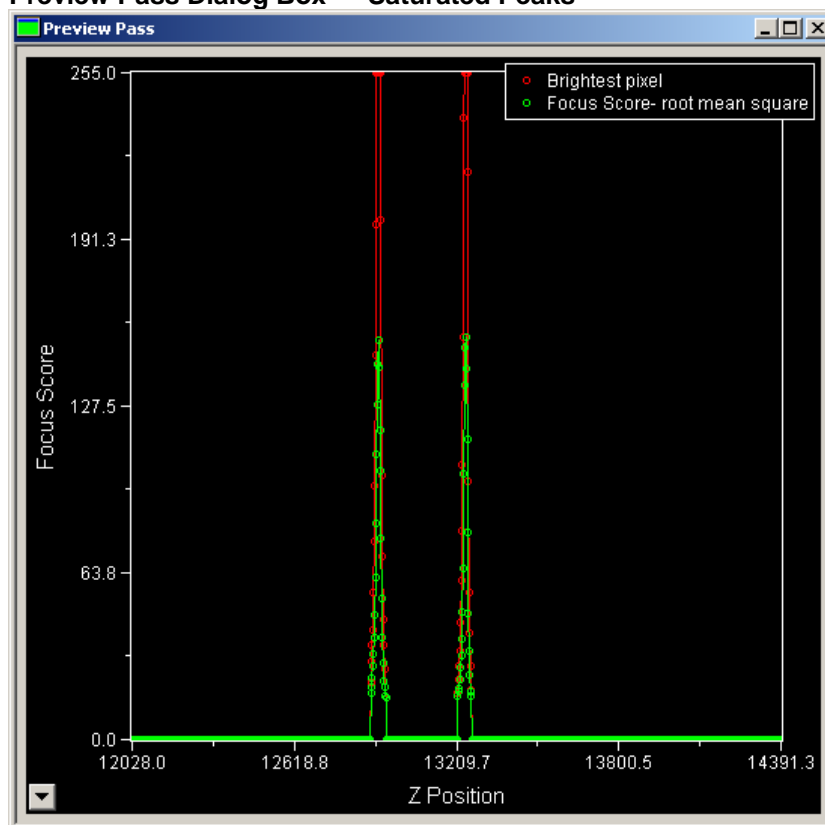 Preview Pass Dialog Box — Saturated Peaks
Preview Pass
Brightest pixel
Focus Score- root mean square
255.0
191.3
127.5
63.8
0.0
Focus Score
12028.0 12618.8 13209.7 13800.5 14391.3
Z Position